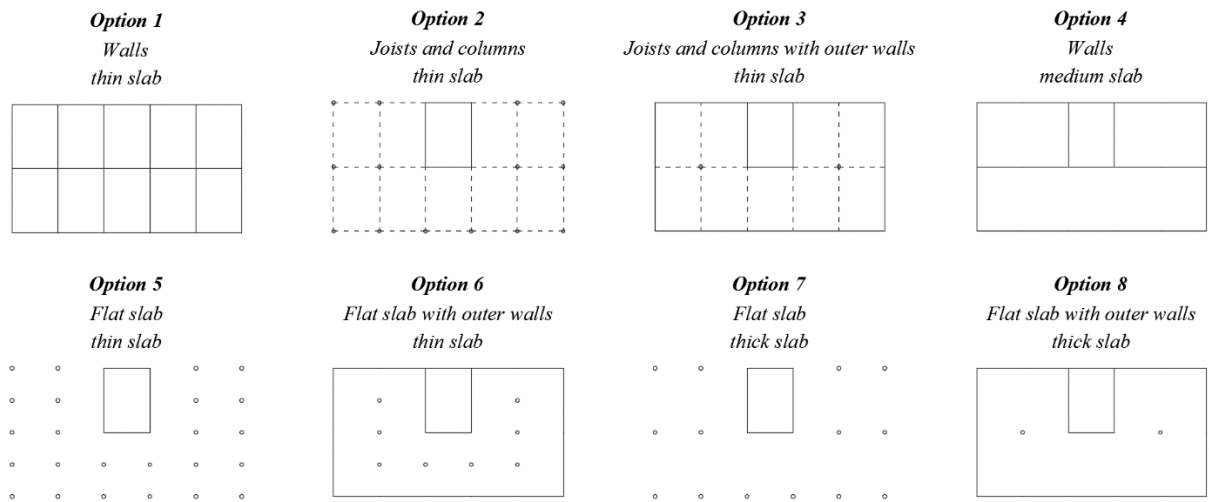 Option 1
Walls
thin slab
Option 2
Joists and columns
thin slab
Option 3
Joists and columns with outer walls
thin slab
Option 4
Walls
medium slab
Option 5
Flat slab
thin slab
Option 6
Flat slab with outer walls
thin slab
Option 7
Flat slab
thick slab
Option 8
Flat slab with outer walls
thick slab